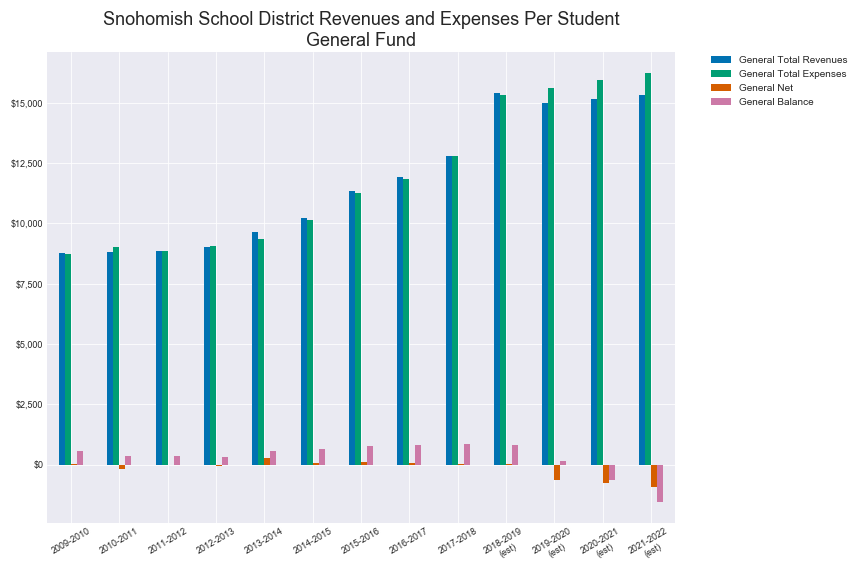 Snohomish School District Revenues and Expenses Per Student
General Fund
General Total Revenues
General Total Expenses
General Net
General Balance
$15,000
$12,500
$10,000
$7,500
$5,000
$2,500
$0
2009-2010
2010-2011
2011-2012
2012-2013
2013-2014
2014-2015
2015-2016
2016-2017
2017-2018
2018-2019
(est)
2019-2020
(est)
2020-2021
(est)
2021-2022
(est)